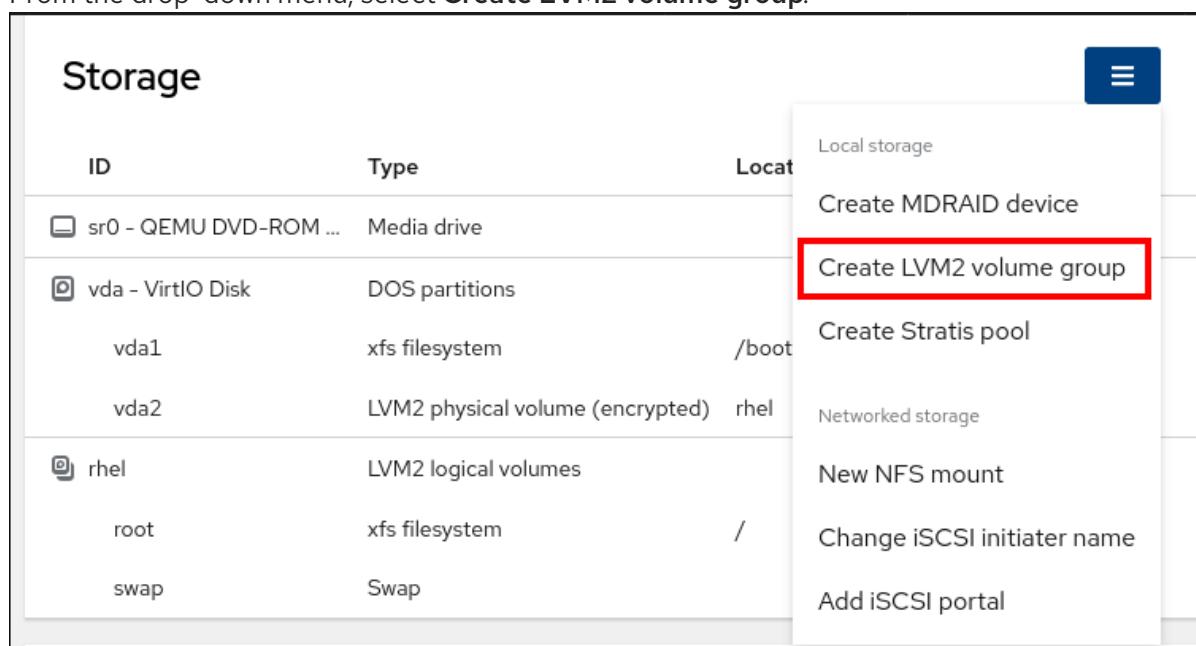 From the drop-down menu, select Create LVM2 volume group.
Storage
ID Type Locat
sr0 - QEMU DVD-ROM ... Media drive
vda - VirtIO Disk DOS partitions
vda1 xfs filesystem /boot
vda2 LVM2 physical volume (encrypted) rhel
rhel LVM2 logical volumes
root xfs filesystem /
swap Swap
Local storage
Create MDRAID device
Create LVM2 volume group
Create Stratis pool
Networked storage
New NFS mount
Change iSCSI initiater name
Add iSCSI portal